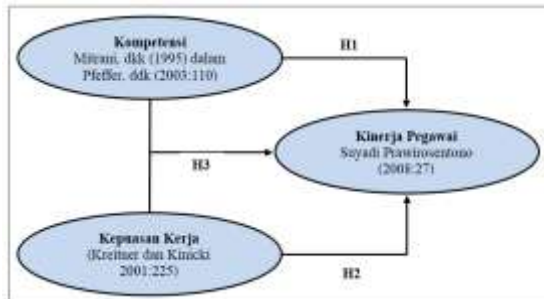 Kompetensi
Mitrani, dkk (1995) dalam
Pfeffer, ddk (2003:110)
H1
Kinerja Pegawai
Suyadi Prawirosentono
(2008:27)
H3
Kepuasan Kerja
(Kreitner dan Kinicki
2001:225)
H2